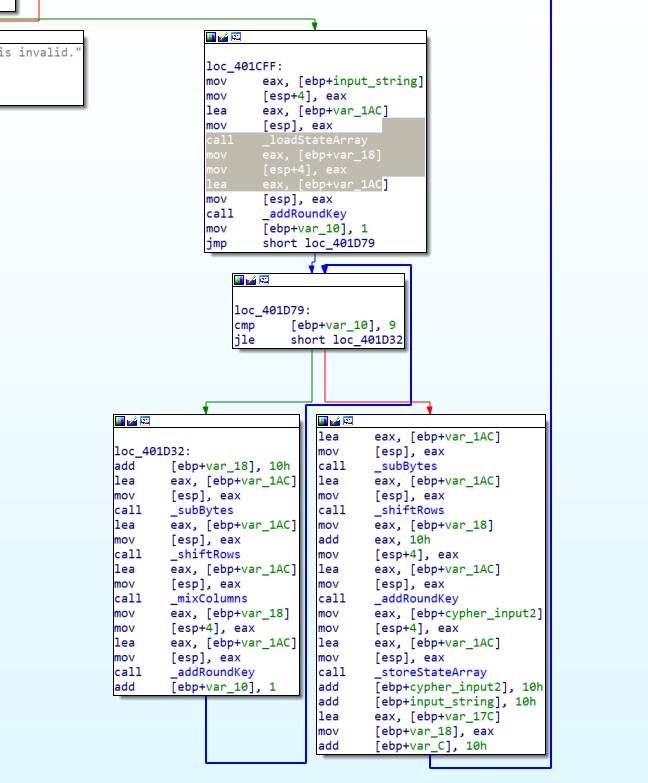 is invalid."
loc_401CFF:
mov eax, [ebp+input_string]
mov [esp+4], eax
lea eax, [ebp+var_1AC]
mov [esp], eax
call _loadStateArray
mov eax, [ebp+var_18]
mov [esp+4], eax
lea eax, [ebp+var_1AC]
mov [esp], eax
call _addRoundKey
mov [ebp+var_10], 1
jmp short loc_401D79
loc_401D79:
cmp [ebp+var_10], 9
jle short loc_401D32
loc_401D32:
add [ebp+var_18], 10h
lea eax, [ebp+var_1AC]
mov [esp], eax
call _subBytes
lea eax, [ebp+var_1AC]
mov [esp], eax
call _shiftRows
lea eax, [ebp+var_1AC]
mov [esp], eax
call _mixColumns
mov eax, [ebp+var_18]
mov [esp+4], eax
lea eax, [ebp+var_1AC]
mov [esp], eax
call _addRoundKey
add [ebp+var_10], 1
lea eax, [ebp+var_1AC]
mov [esp], eax
call _subBytes
lea eax, [ebp+var_1AC]
mov [esp], eax
call _shiftRows
mov eax, [ebp+var_18]
add eax, 10h
mov [esp+4], eax
lea eax, [ebp+var_1AC]
mov [esp], eax
call _addRoundKey
mov eax, [ebp+cypher_input2]
mov [esp+4], eax
lea eax, [ebp+var_1AC]
mov [esp], eax
call _storeStateArray
add [ebp+cypher_input2], 10h
add [ebp+input_string], 10h
lea eax, [ebp+var_17C]
mov [ebp+var_18], eax
add [ebp+var_C], 10h